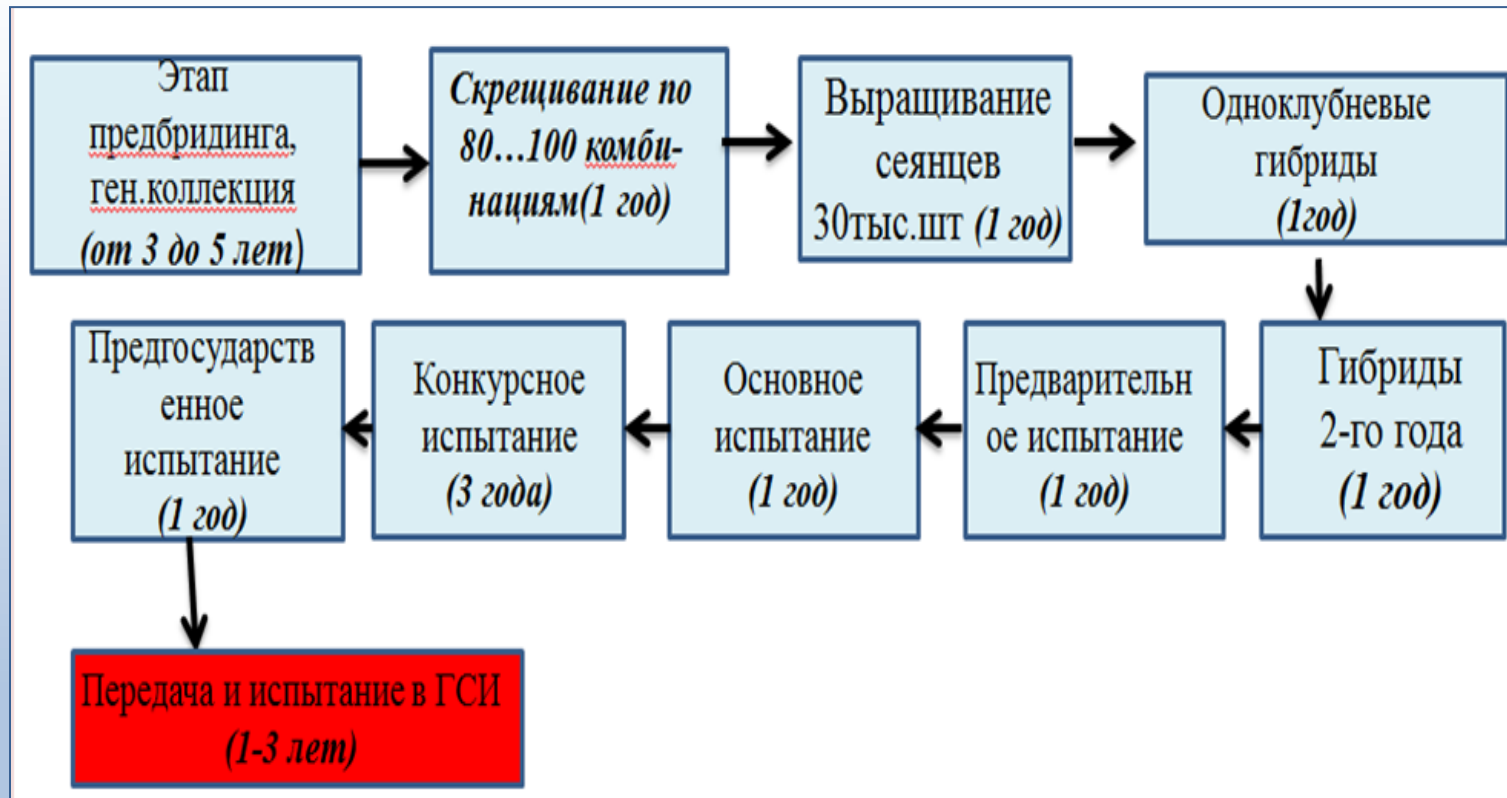 Этап
предбридинга,
ген.коллекция
(от 3 до 5 лет)
Скрещивание по
80...100 комби-
нациям(1 год)
Выращивание
сеянцев
30тыс.шт (1 год)
Одноклубневые
гибриды
(1год)
Гибриды
2-го года
(1 год)
Предварительн
ое испытание
(1 год)
Основное
испытание
(1 год)
Конкурсное
испытание
(3 года)
Предгосударств
енное
испытание
(1 год)
Передача и испытание в ГСИ
(1-3 лет)